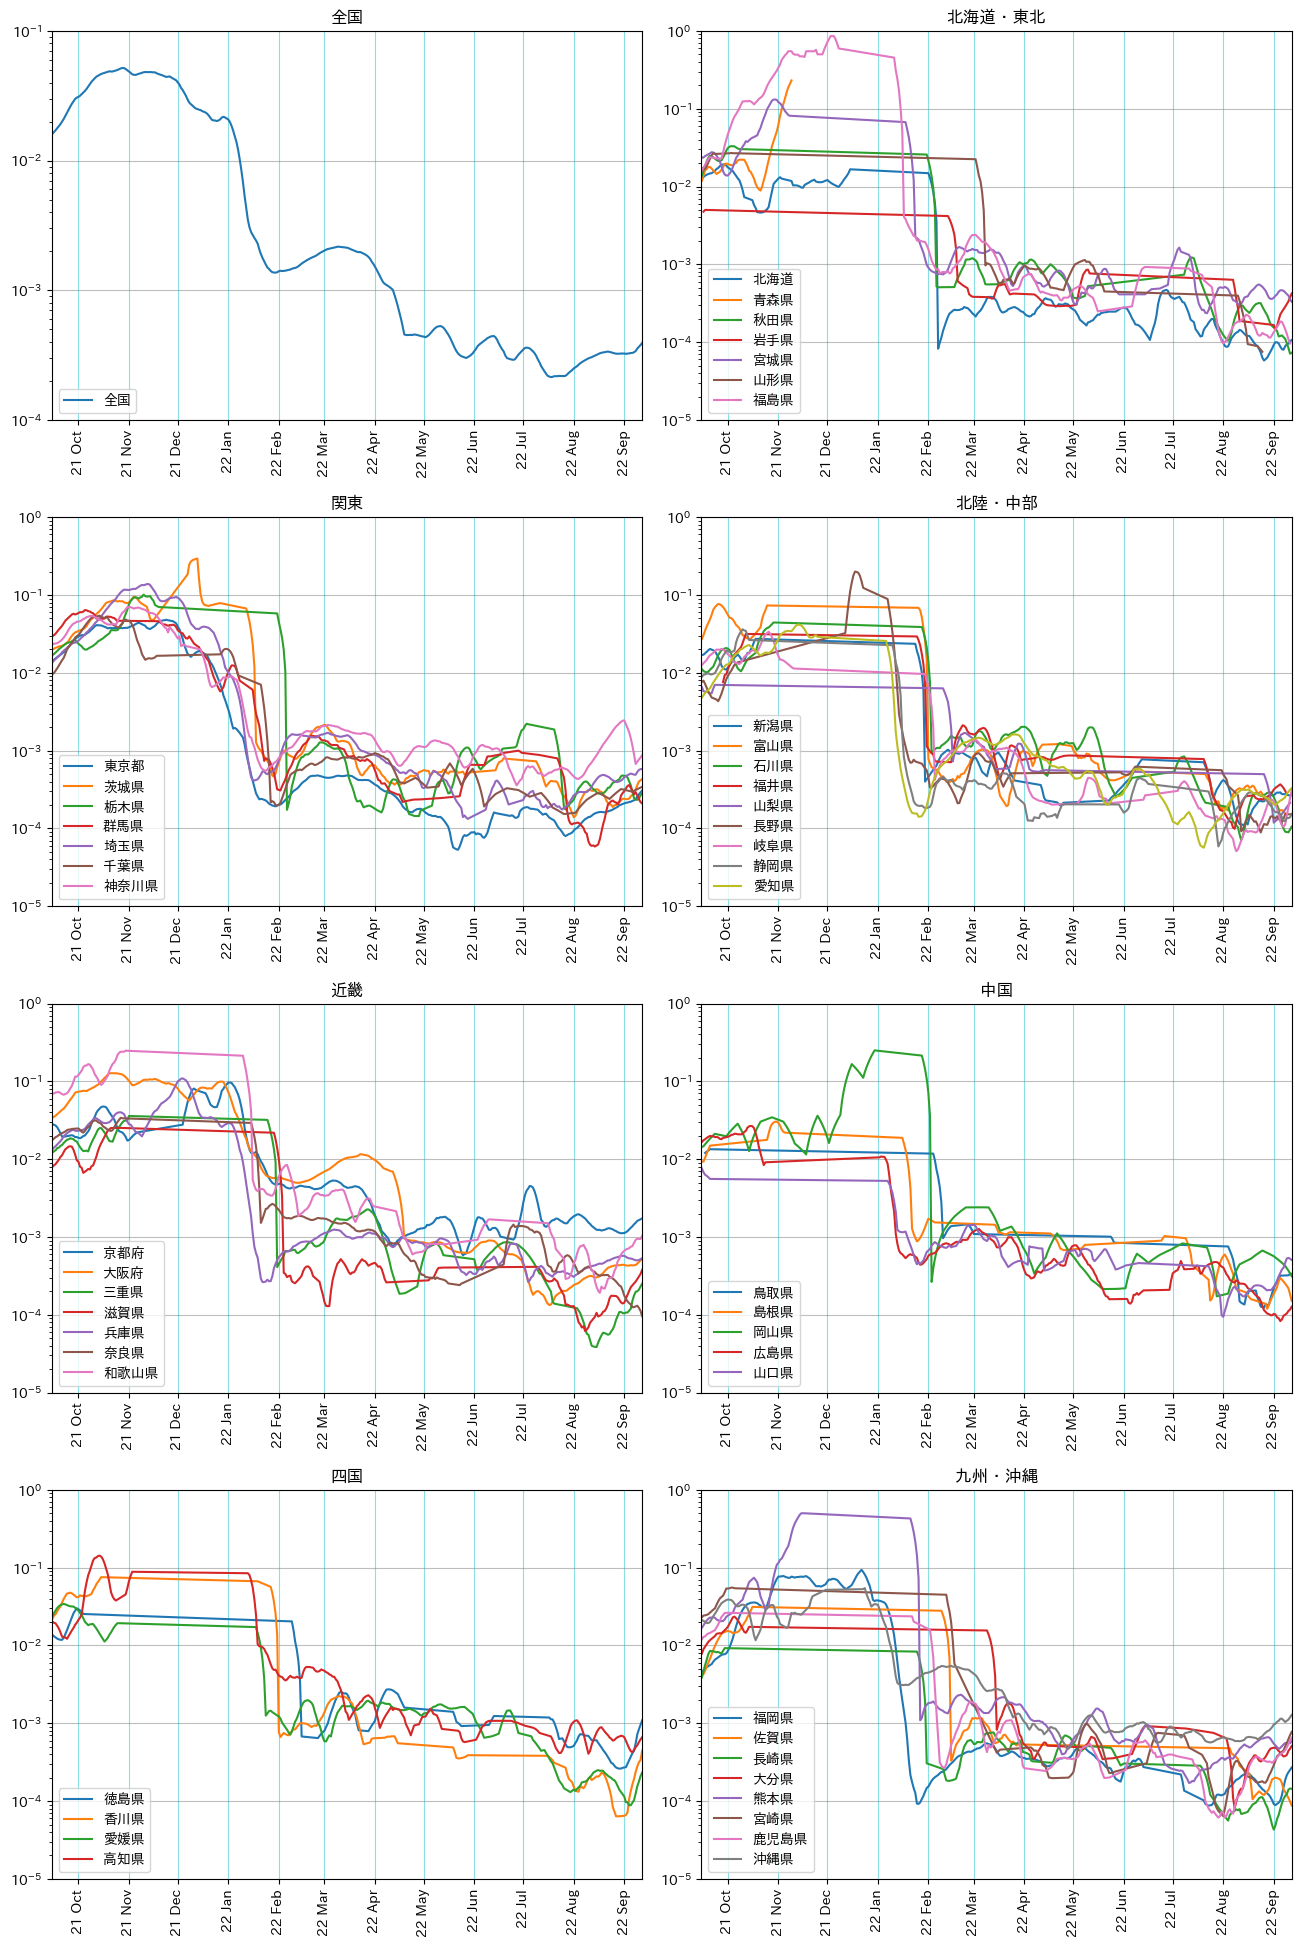 全国
10⁻¹
10⁻²
10⁻³
10⁻⁴
全国
21 Oct
21 Nov
21 Dec
22 Jan
22 Feb
22 Mar
22 Apr
22 May
22 Jun
22 Jul
22 Aug
22 Sep
北海道・東北
10⁰
10⁻¹
10⁻²
10⁻³
10⁻⁴
10⁻⁵
北海道
青森県
秋田県
岩手県
宮城県
山形県
福島県
21 Oct
21 Nov
21 Dec
22 Jan
22 Feb
22 Mar
22 Apr
22 May
22 Jun
22 Jul
22 Aug
22 Sep
関東
10⁰
10⁻¹
10⁻²
10⁻³
10⁻⁴
10⁻⁵
東京都
茨城県
栃木県
群馬県
埼玉県
千葉県
神奈川県
21 Oct
21 Nov
21 Dec
22 Jan
22 Feb
22 Mar
22 Apr
22 May
22 Jun
22 Jul
22 Aug
22 Sep
北陸・中部
10⁰
10⁻¹
10⁻²
10⁻³
10⁻⁴
10⁻⁵
新潟県
富山県
石川県
福井県
山梨県
長野県
岐阜県
静岡県
愛知県
21 Oct
21 Nov
21 Dec
22 Jan
22 Feb
22 Mar
22 Apr
22 May
22 Jun
22 Jul
22 Aug
22 Sep
近畿
10⁰
10⁻¹
10⁻²
10⁻³
10⁻⁴
10⁻⁵
京都府
大阪府
三重県
滋賀県
兵庫県
奈良県
和歌山県
21 Oct
21 Nov
21 Dec
22 Jan
22 Feb
22 Mar
22 Apr
22 May
22 Jun
22 Jul
22 Aug
22 Sep
中国
10⁰
10⁻¹
10⁻²
10⁻³
10⁻⁴
10⁻⁵
鳥取県
島根県
岡山県
広島県
山口県
21 Oct
21 Nov
21 Dec
22 Jan
22 Feb
22 Mar
22 Apr
22 May
22 Jun
22 Jul
22 Aug
22 Sep
四国
10⁰
10⁻¹
10⁻²
10⁻³
10⁻⁴
10⁻⁵
徳島県
香川県
愛媛県
高知県
21 Oct
21 Nov
21 Dec
22 Jan
22 Feb
22 Mar
22 Apr
22 May
22 Jun
22 Jul
22 Aug
22 Sep
九州・沖縄
10⁰
10⁻¹
10⁻²
10⁻³
10⁻⁴
10⁻⁵
福岡県
佐賀県
長崎県
大分県
熊本県
宮崎県
鹿児島県
沖縄県
21 Oct
21 Nov
21 Dec
22 Jan
22 Feb
22 Mar
22 Apr
22 May
22 Jun
22 Jul
22 Aug
22 Sep